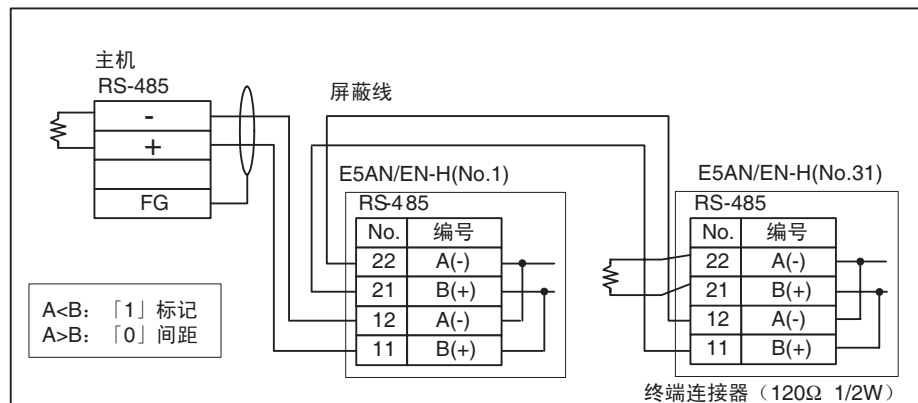 主机
RS-485
-
+
FG
屏蔽线
E5AN/EN-H(No.1)
RS-485
No. 编号
22 A(-)
21 B(+)
12 A(-)
11 B(+)
E5AN/EN-H(No.31)
RS-485
No. 编号
22 A(-)
21 B(+)
12 A(-)
11 B(+)
A<B：「1」标记
A>B：「0」间距
终端连接器（120Ω 1/2W）